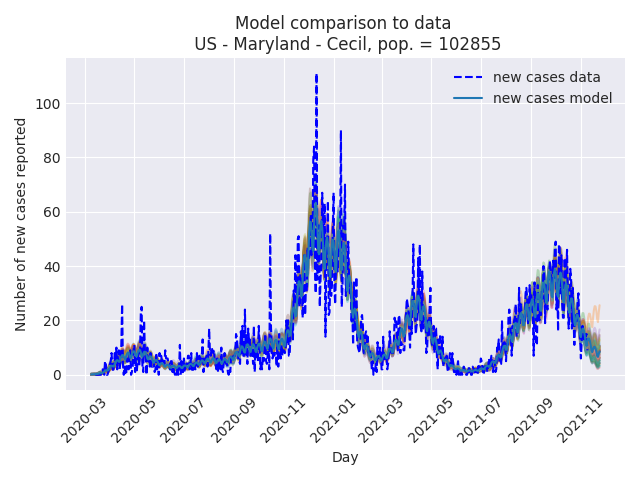 Model comparison to data
US - Maryland - Cecil, pop. = 102855
new cases data
new cases model
Number of new cases reported
100
80
60
40
20
0
2020-03
2020-05
2020-07
2020-09
2020-11
2021-01
2021-03
2021-05
2021-07
2021-09
2021-11
Day